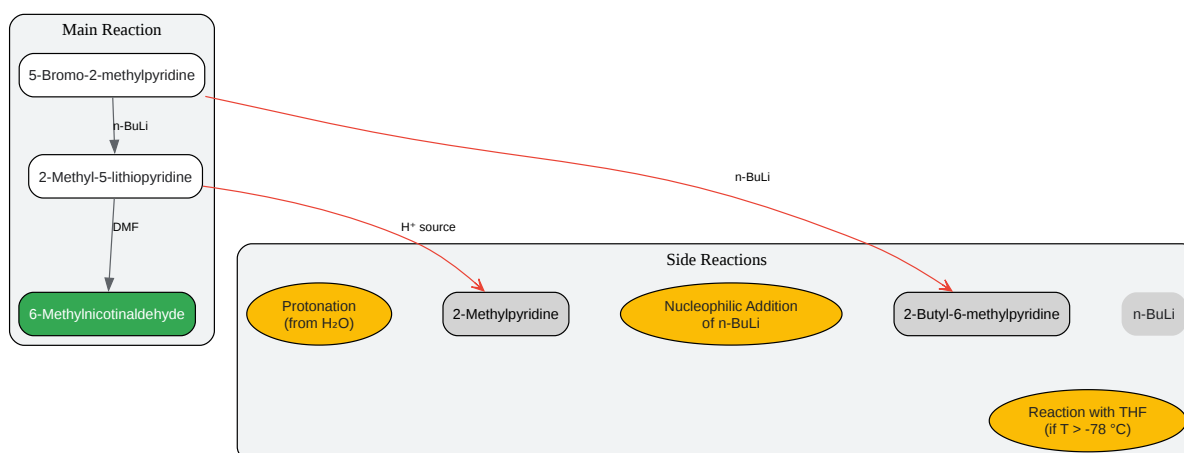 Main Reaction
5-Bromo-2-methylpyridine
n-BuLi
2-Methyl-5-lithiopyridine
n-BuLi
H⁺ source
DMF
Side Reactions
6-Methylnicotinaldehyde
Protonation
(from H₂O)
2-Methylpyridine
Nucleophilic Addition
of n-BuLi
2-Butyl-6-methylpyridine
n-BuLi
Reaction with THF
(if T > -78 °C)